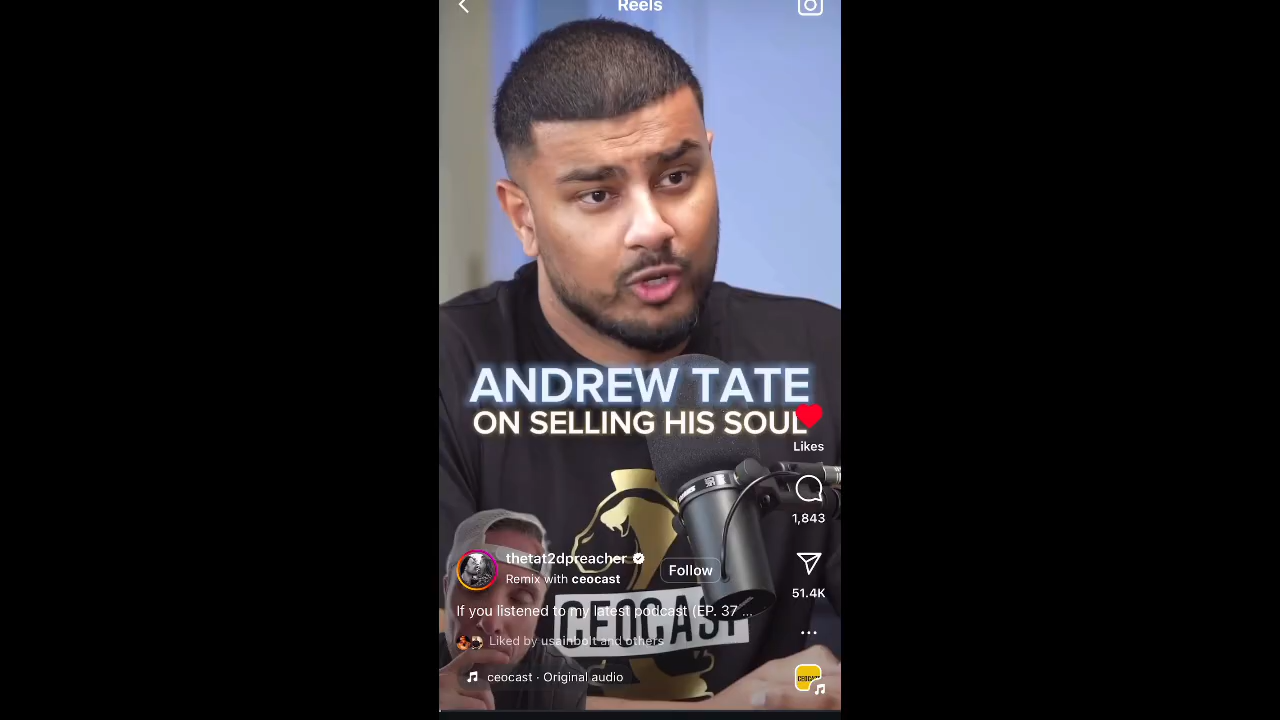 Reels
ANDREW TATE
ON SELLING HIS SOUL
Likes
1,843
thetat2dpreacher
Remix with ceocast
Follow
51.4K
If you listened to my latest podcast (EP. 37 ...
CEOCAST
Liked by usainbolt and others
ceocast · Original audio